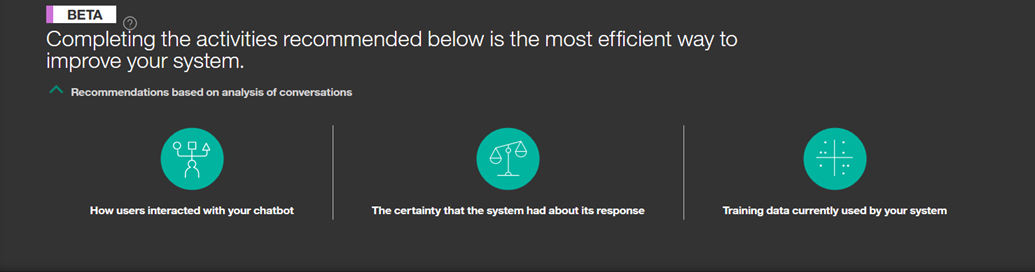 BETA
?
Completing the activities recommended below is the most efficient way to
improve your system.
Recommendations based on analysis of conversations
How users interacted with your chatbot
The certainty that the system had about its response
Training data currently used by your system